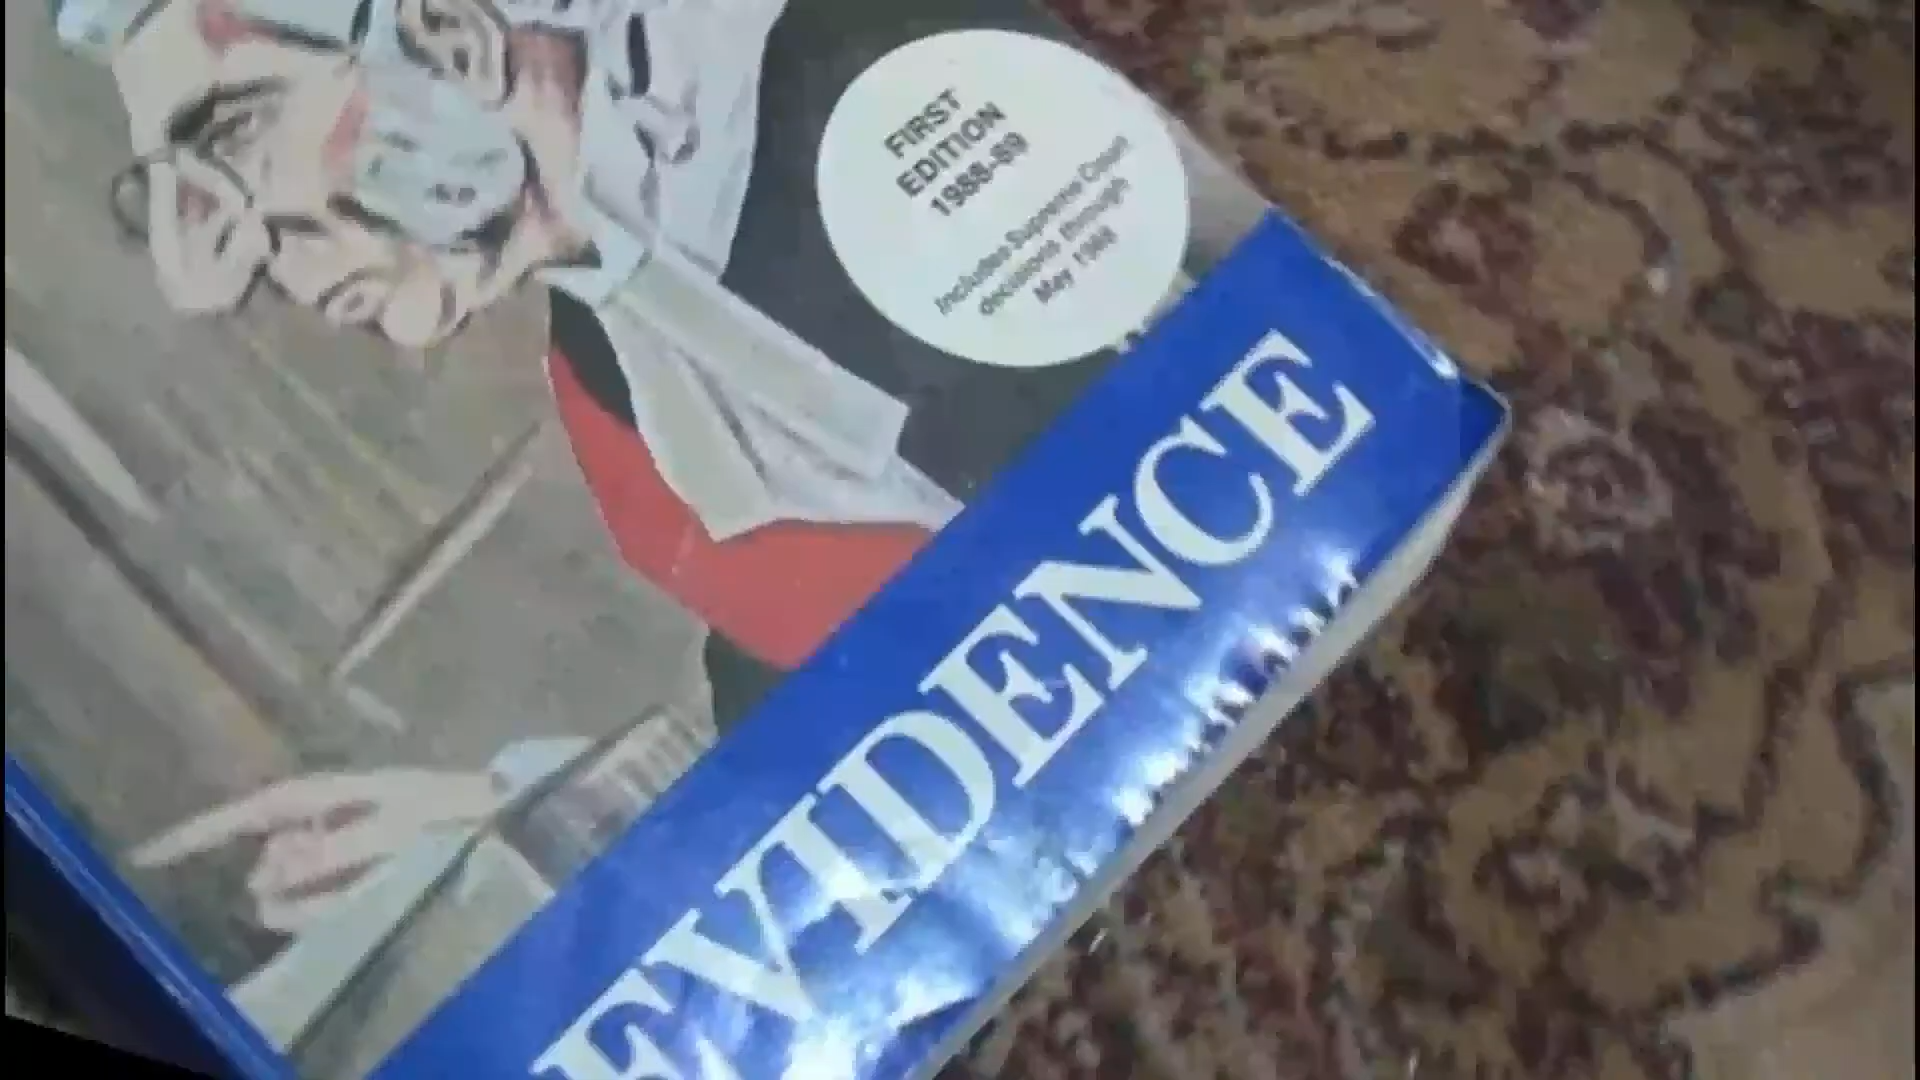 FIRST
EDITION
1988-89
Includes Supreme Court
decisions through
May 1988
EVIDENCE